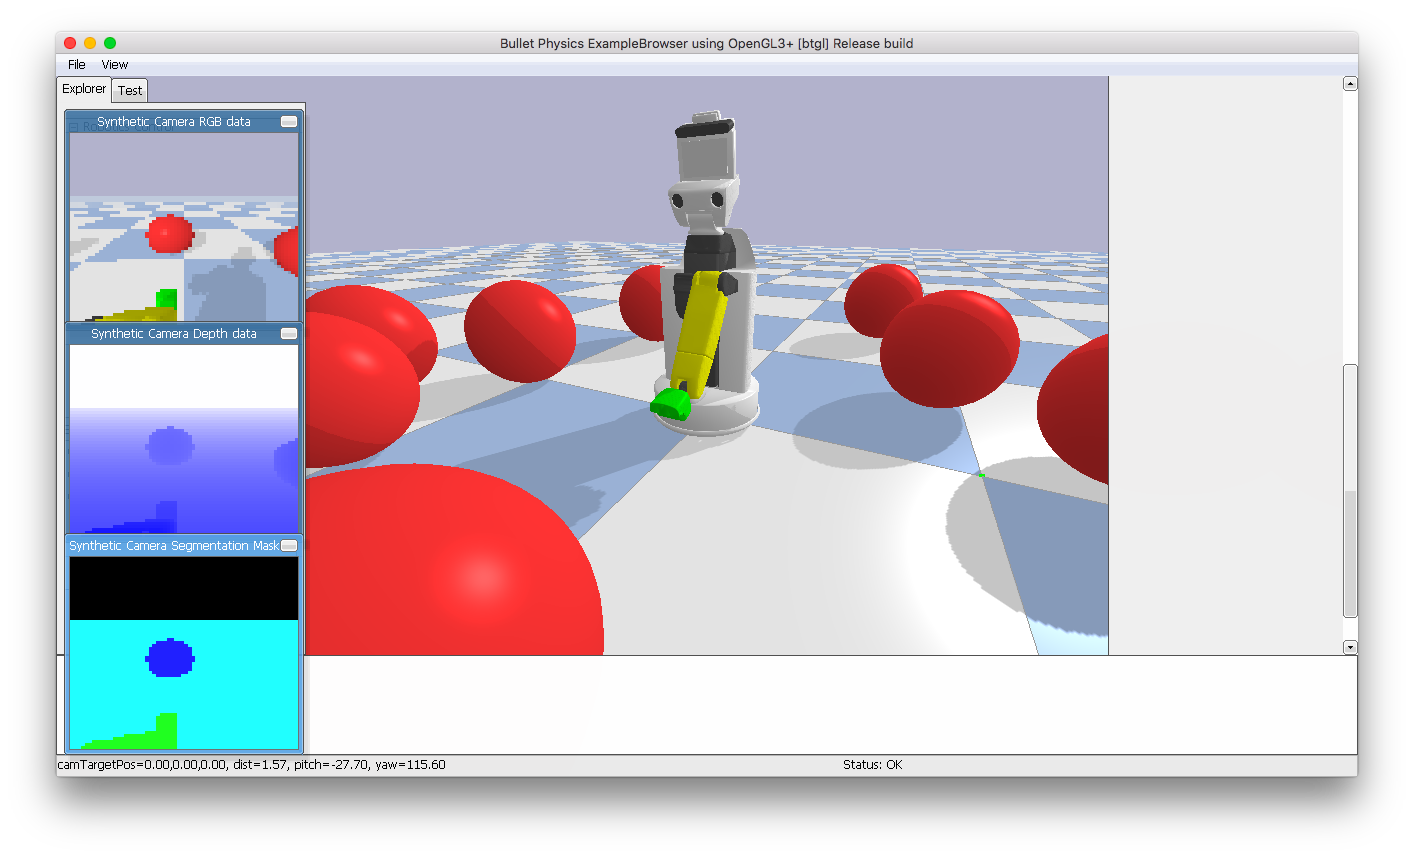 Bullet Physics ExampleBrowser using OpenGL3+ [btgl] Release build
File View
Explorer Test
Synthetic Camera RGB data
Robotics Control
Synthetic Camera Depth data
Synthetic Camera Segmentation Mask
camTargetPos=0.00,0.00,0.00, dist=1.57, pitch=-27.70, yaw=115.60
Status: OK